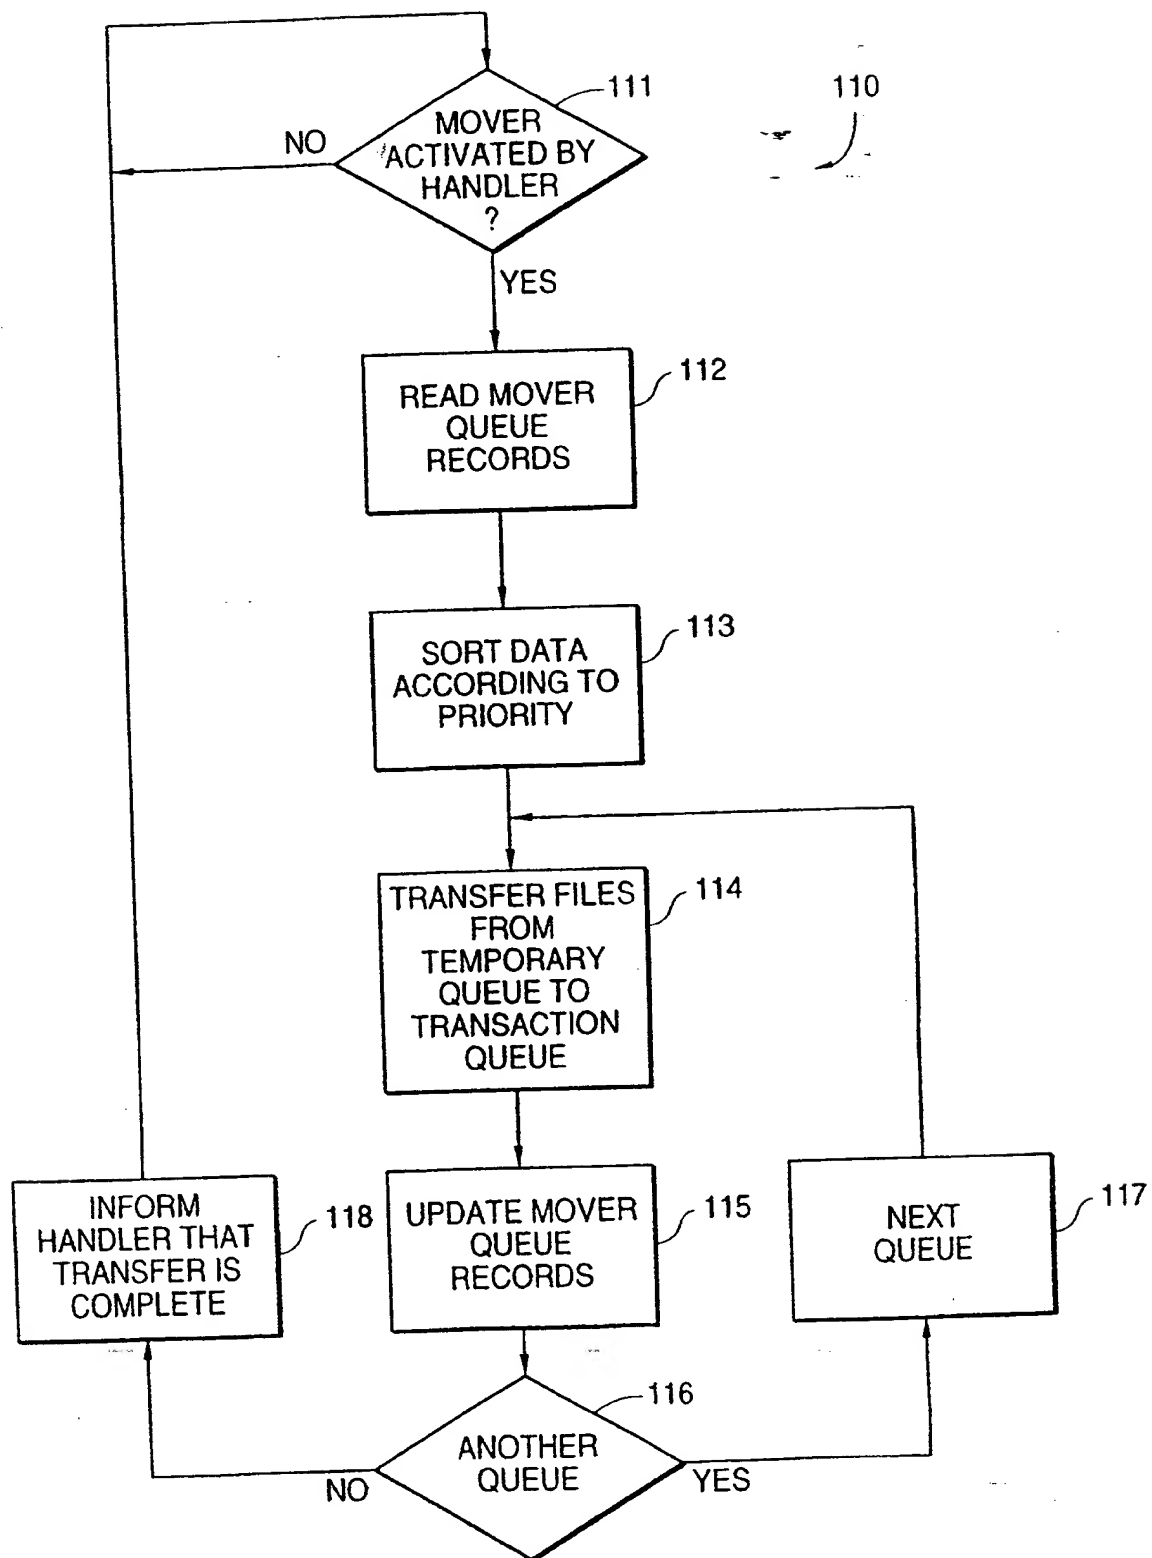 111
110
MOVER
ACTIVATED BY
HANDLER
?
NO
YES
112
READ MOVER
QUEUE
RECORDS
113
SORT DATA
ACCORDING TO
PRIORITY
114
TRANSFER FILES
FROM
TEMPORARY
QUEUE TO
TRANSACTION
QUEUE
INFORM
HANDLER THAT
TRANSFER IS
COMPLETE
118
UPDATE MOVER
QUEUE
RECORDS
115
NEXT
QUEUE
117
116
ANOTHER
QUEUE
NO
YES